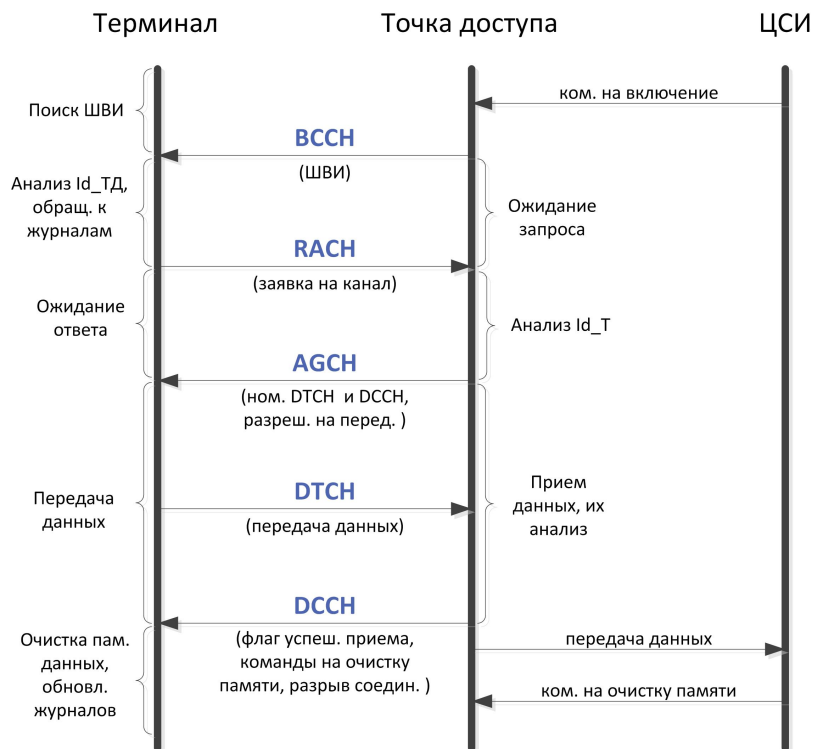 Терминал
Точка доступа
ЦСИ
ком. на включение
Поиск ШВИ
BCCH
(ШВИ)
Анализ Id_ТД,
обращ. к
журналам
Ожидание
запроса
RACH
(заявка на канал)
Ожидание
ответа
Анализ Id_Т
AGCH
(ном. DTCH и DCCH,
разреш. на перед. )
Передача
данных
DTCH
(передача данных)
Прием
данных, их
анализ
DCCH
(флаг успеш. приема,
команды на очистку
памяти, разрыв соедин. )
Очистка пам.
данных,
обновл.
журналов
передача данных
ком. на очистку памяти